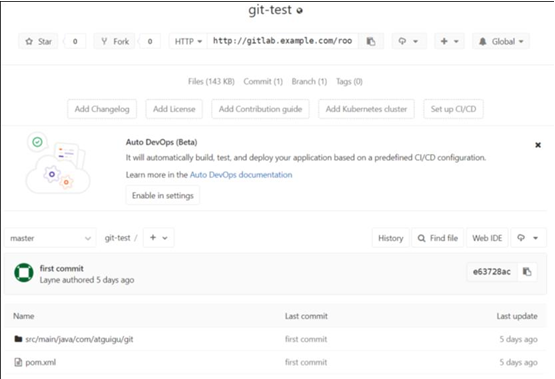 git-test
Star 0 Fork 0 HTTP http://gitlab.example.com/roo + Global
Files (143 KB) Commit (1) Branch (1) Tags (0)
Add Changelog Add License Add Contribution guide Add Kubernetes cluster Set up CI/CD
Auto DevOps (Beta)
It will automatically build, test, and deploy your application based on a predefined CI/CD configuration.
Learn more in the Auto DevOps documentation
Enable in settings
master git-test / + History Find file Web IDE
first commit
Layne authored 5 days ago
e63728ac
Name Last commit Last update
src/main/java/com/atguigu/git first commit 5 days ago
pom.xml first commit 5 days ago